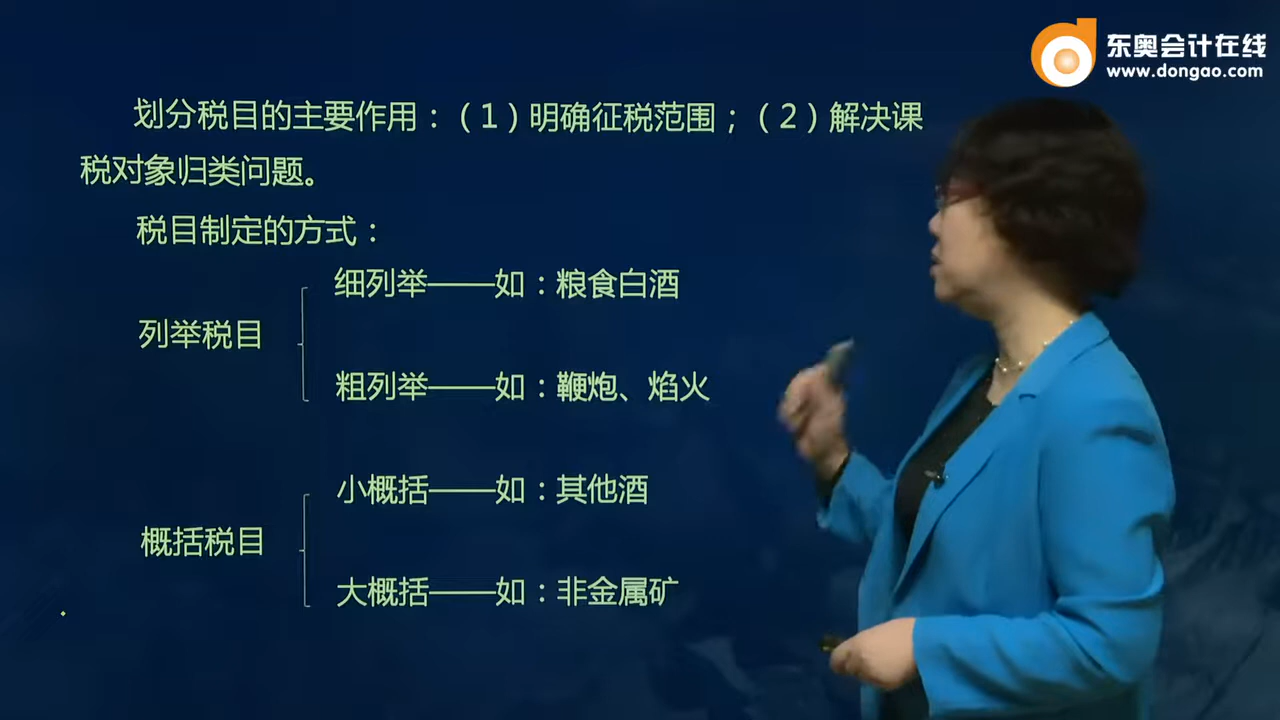 东奥会计在线
www.dongao.com
划分税目的主要作用：（1）明确征税范围；（2）解决课
税对象归类问题。
税目制定的方式：
细列举——如：粮食白酒
列举税目
粗列举——如：鞭炮、焰火
小概括——如：其他酒
概括税目
大概括——如：非金属矿